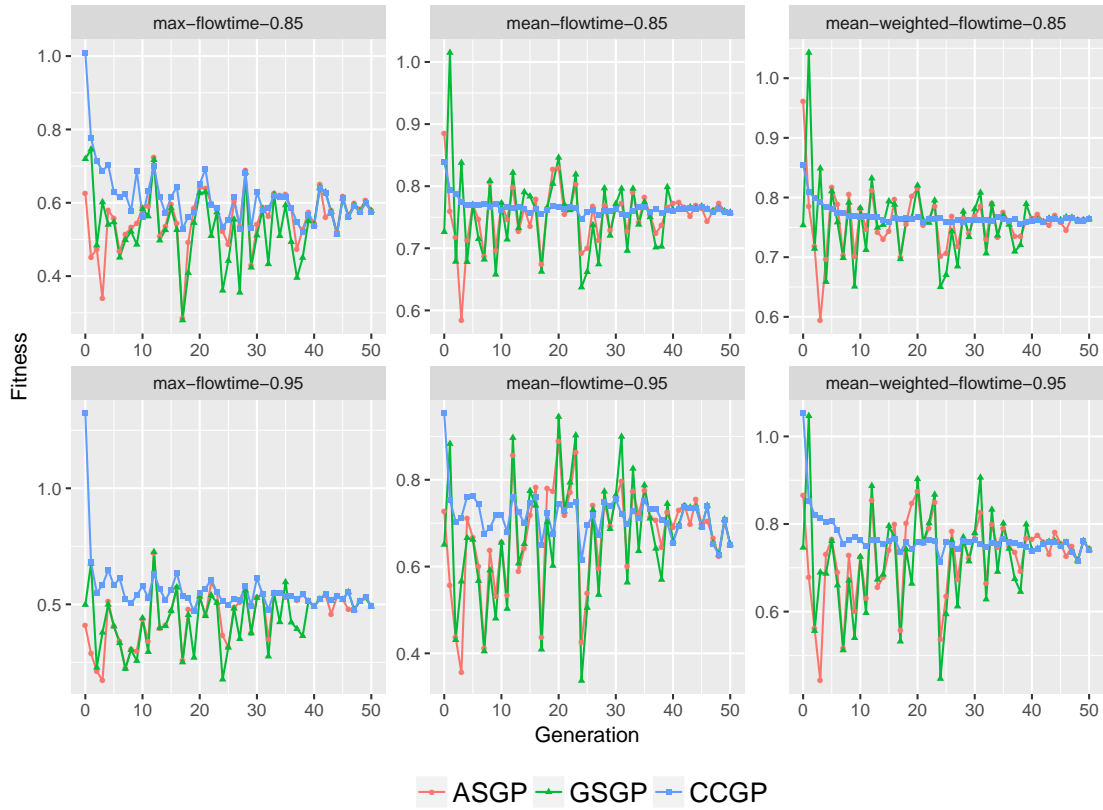 max-flowtime-0.85
mean-flowtime-0.85
mean-weighted-flowtime-0.85
1.0
0.8
0.6
0.4
1.0
0.9
0.8
0.7
0.6
1.0
0.9
0.8
0.7
0.6
0 10 20 30 40 50
0 10 20 30 40 50
0 10 20 30 40 50
max-flowtime-0.95
mean-flowtime-0.95
mean-weighted-flowtime-0.95
1.0
0.5
0.8
0.6
0.4
1.0
0.8
0.6
0 10 20 30 40 50
0 10 20 30 40 50
0 10 20 30 40 50
Fitness
Generation
ASGP GSGP CCGP